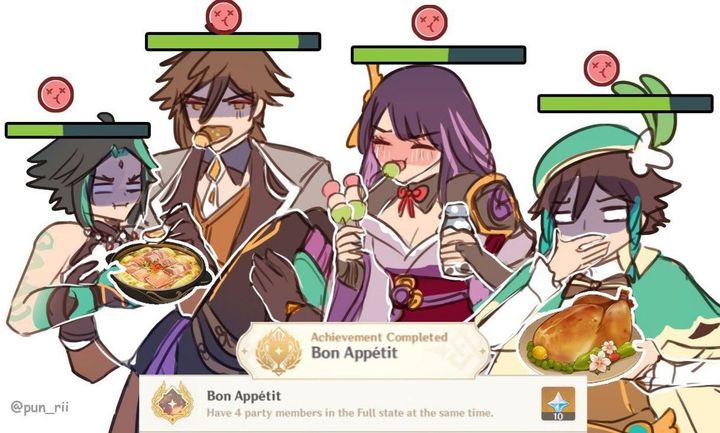 Achievement Completed
Bon Appétit
Bon Appétit
Have 4 party members in the Full state at the same time.
10
@pun_rii